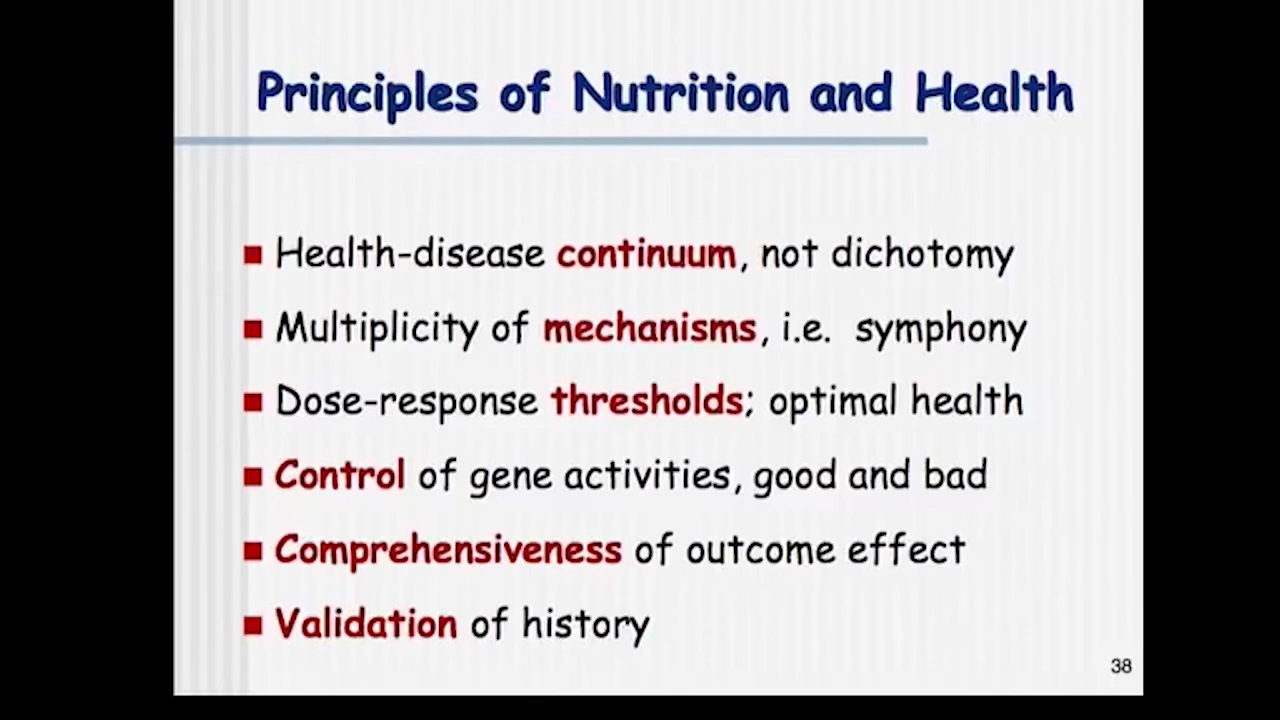 Principles of Nutrition and Health
Health-disease continuum, not dichotomy
Multiplicity of mechanisms, i.e. symphony
Dose-response thresholds; optimal health
Control of gene activities, good and bad
Comprehensiveness of outcome effect
Validation of history
38